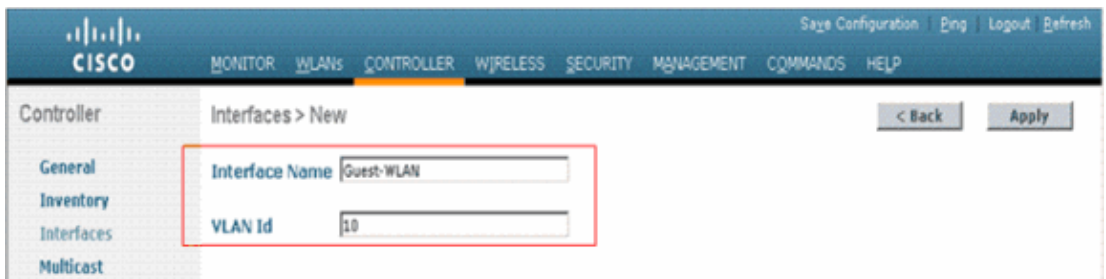 Save Configuration | Ping | Logout | Refresh
CISCO
MONITOR WLANs CONTROLLER WIRELESS SECURITY MANAGEMENT COMMANDS HELP
Controller
Interfaces > New
< Back
Apply
General
Inventory
Interfaces
Multicast
Interface Name Guest-WLAN
VLAN Id 10